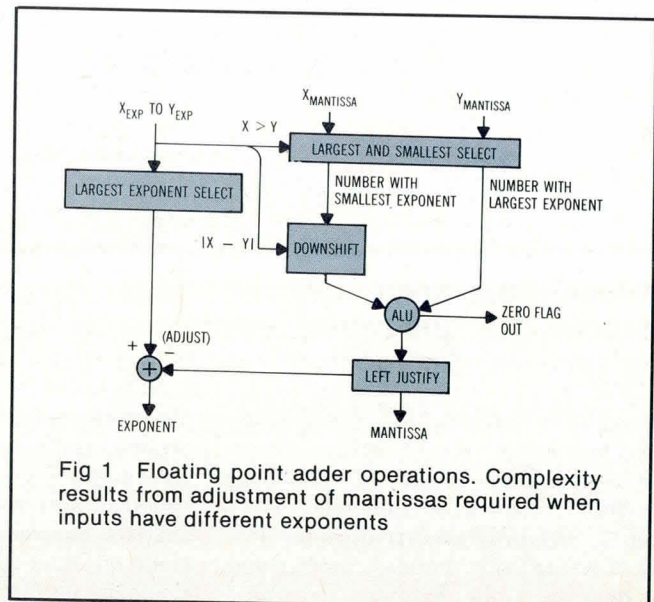 X_EXP TO Y_EXP
X > Y
X_MANTISSA
Y_MANTISSA
LARGEST AND SMALLEST SELECT
LARGEST EXPONENT SELECT
NUMBER WITH
SMALLEST EXPONENT
NUMBER WITH
LARGEST EXPONENT
|X – Y|
DOWNSHIFT
ALU
ZERO FLAG
OUT
+
(ADJUST)
–
+
LEFT JUSTIFY
EXPONENT
MANTISSA
Fig 1 Floating point adder operations. Complexity
results from adjustment of mantissas required when
inputs have different exponents